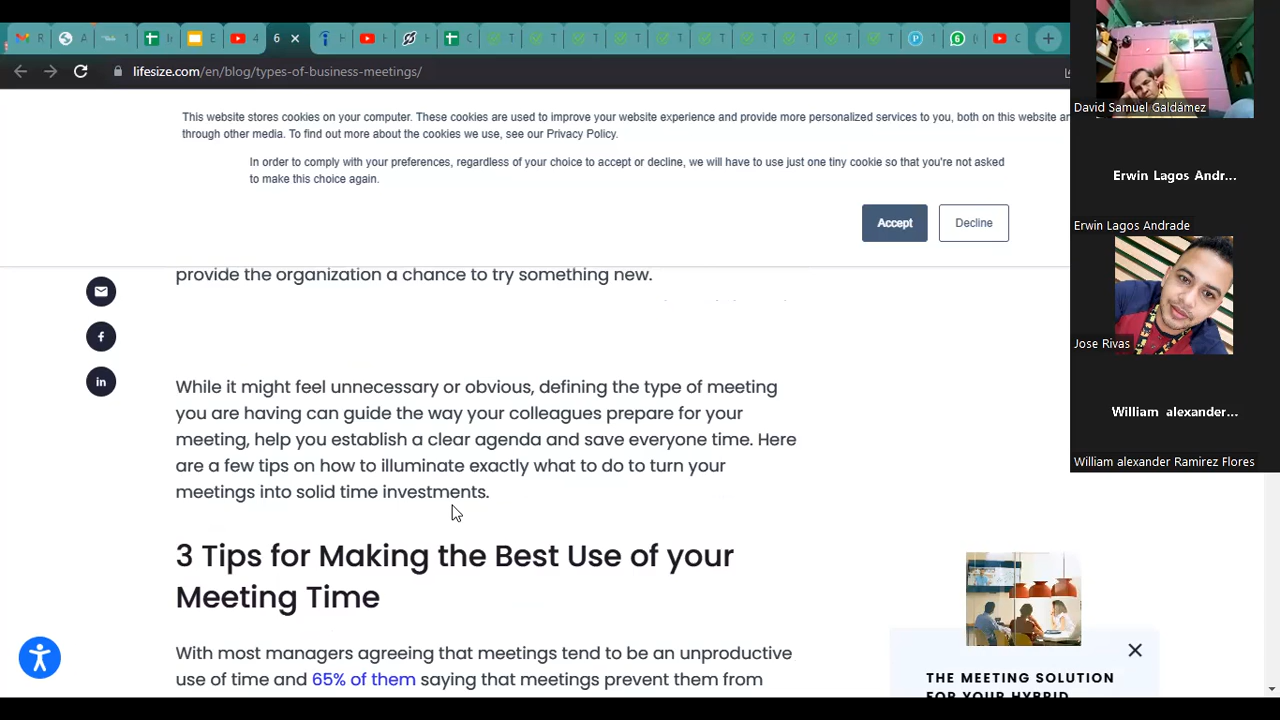 R
A
T
Ir
E
4
6
H
H
H
C
T
T
T
T
T
T
T
T
T
T
1
6
(
C
lifesize.com/en/blog/types-of-business-meetings/
This website stores cookies on your computer. These cookies are used to improve your website experience and provide more personalized services to you, both on this website an
through other media. To find out more about the cookies we use, see our Privacy Policy.
In order to comply with your preferences, regardless of your choice to accept or decline, we will have to use just one tiny cookie so that you're not asked
to make this choice again.
Accept
Decline
provide the organization a chance to try something new.
While it might feel unnecessary or obvious, defining the type of meeting
you are having can guide the way your colleagues prepare for your
meeting, help you establish a clear agenda and save everyone time. Here
are a few tips on how to illuminate exactly what to do to turn your
meetings into solid time investments.
3 Tips for Making the Best Use of your
Meeting Time
With most managers agreeing that meetings tend to be an unproductive
use of time and 65% of them saying that meetings prevent them from
THE MEETING SOLUTION
FOR YOUR HYBRID
David Samuel Galdámez
Erwin Lagos Andr...
Erwin Lagos Andrade
Jose Rivas
William alexander...
William alexander Ramirez Flores